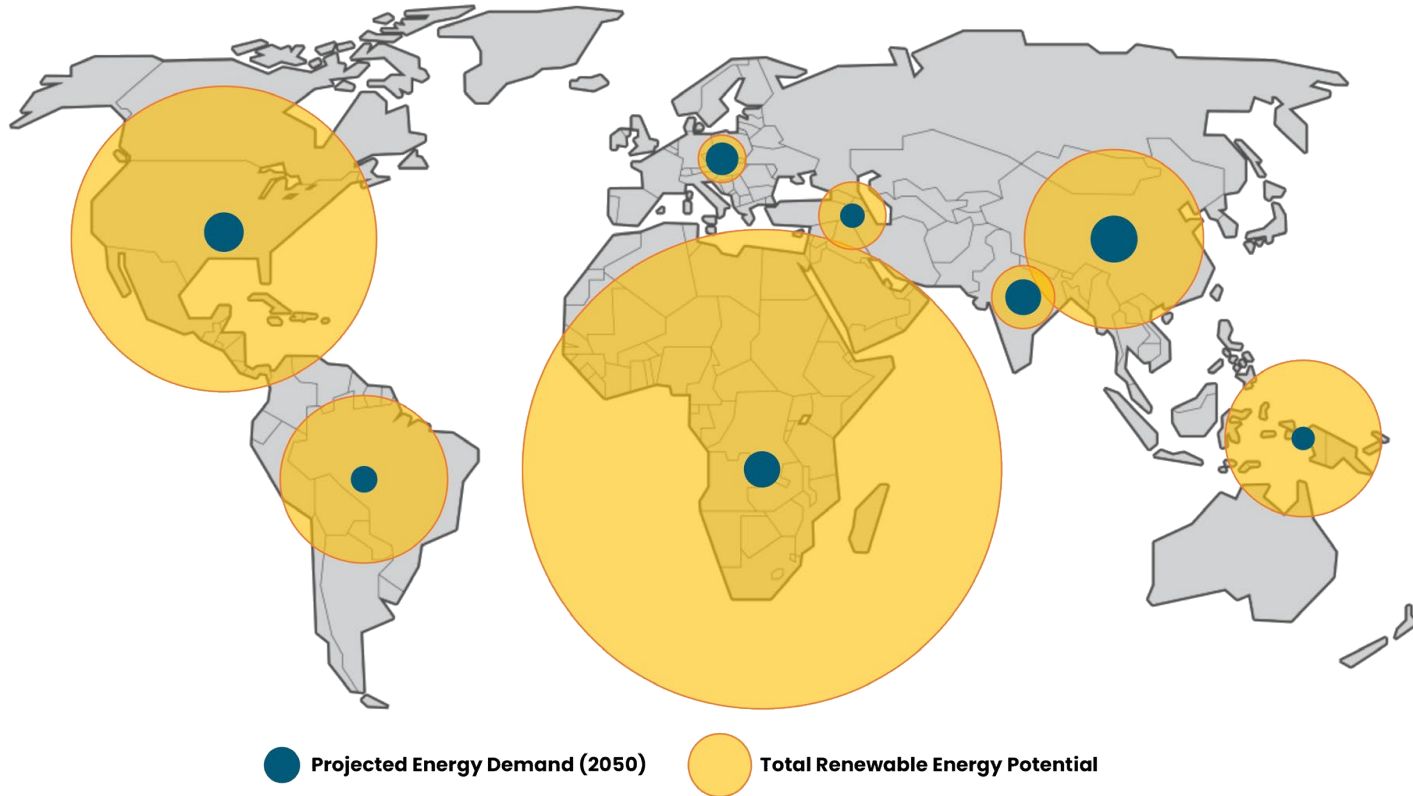 Projected Energy Demand (2050)
Total Renewable Energy Potential